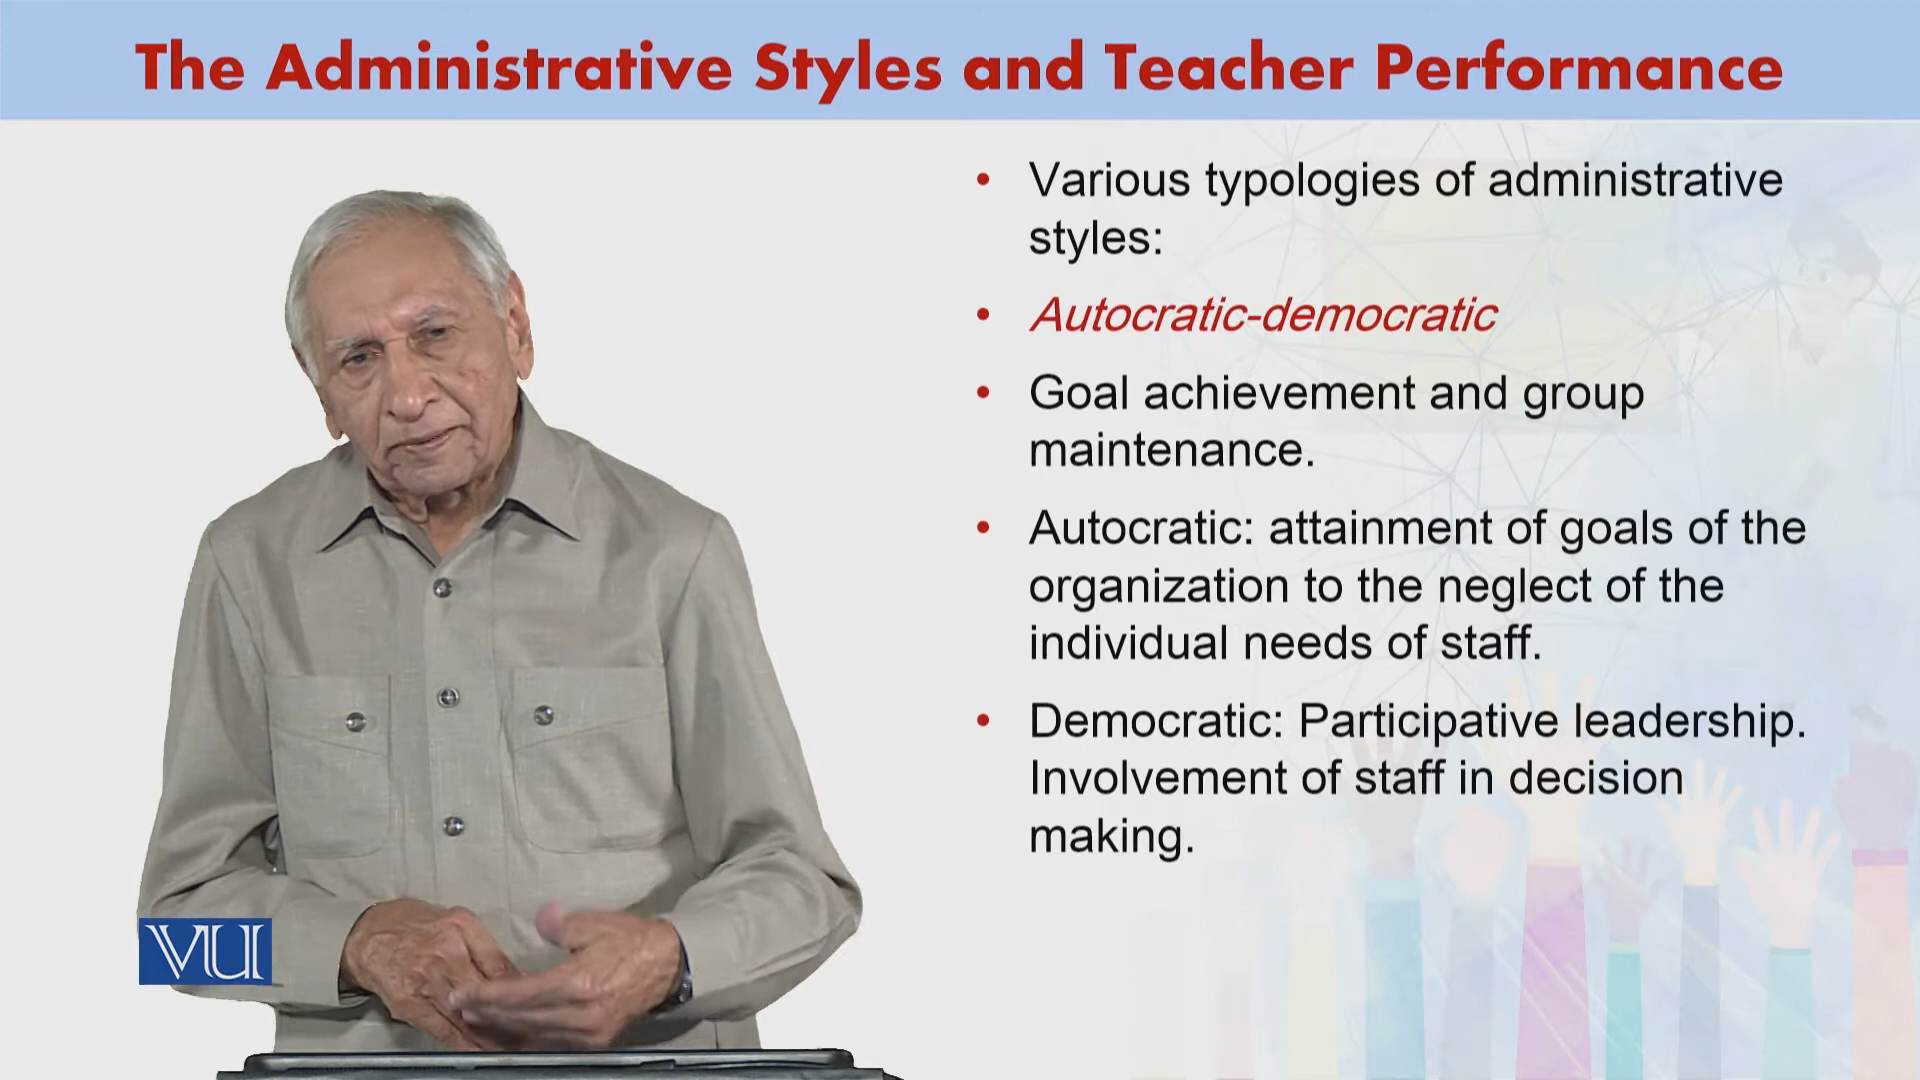 The Administrative Styles and Teacher Performance
• Various typologies of administrative
styles:
• Autocratic-democratic
• Goal achievement and group
maintenance.
• Autocratic: attainment of goals of the
organization to the neglect of the
individual needs of staff.
• Democratic: Participative leadership.
Involvement of staff in decision
making.
VU